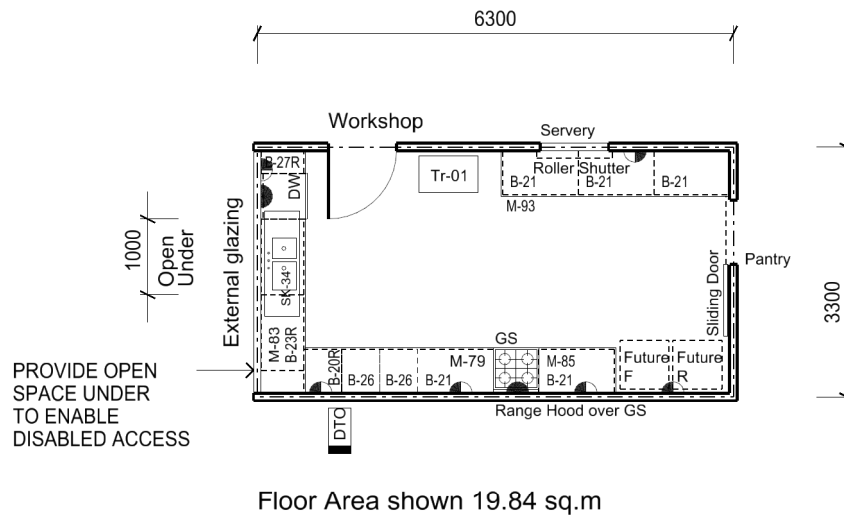 6300
Workshop
Servery
B-27R
DW
Tr-01
Roller Shutter
B-21
B-21
B-21
M-93
1000
Open
Under
External glazing
SK-34
Pantry
Sliding Door
3300
M-83
B-23R
GS
B-20R
B-26
B-26
B-21
M-79
M-85
B-21
Future
F
Future
R
PROVIDE OPEN
SPACE UNDER
TO ENABLE
DISABLED ACCESS
DTO
Range Hood over GS
Floor Area shown 19.84 sq.m